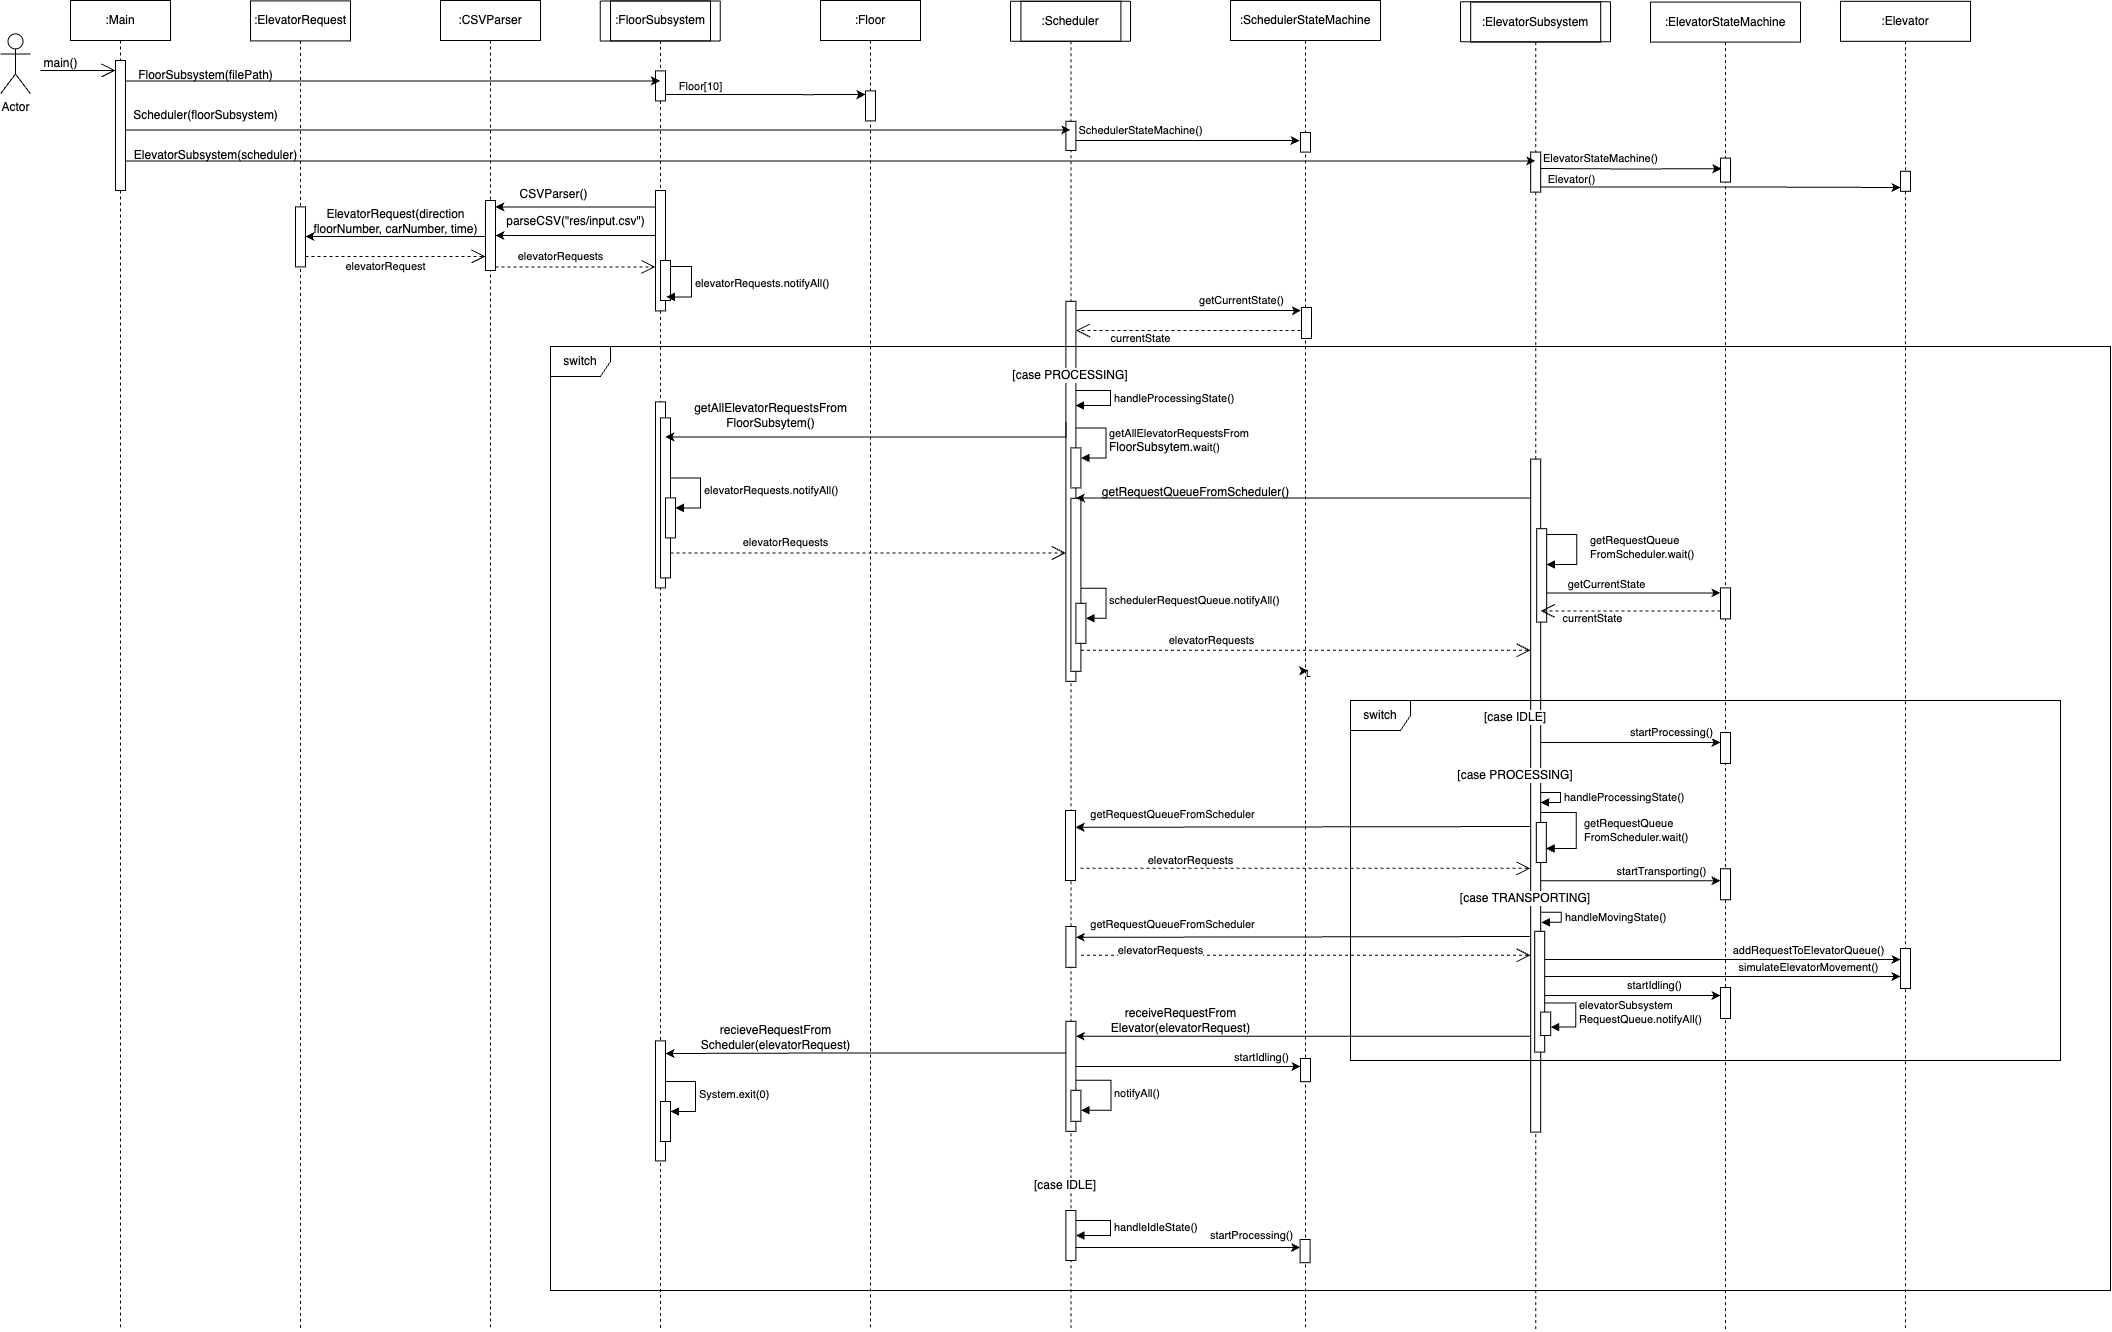 :Main
:ElevatorRequest
:CSVParser
:FloorSubsystem
:Floor
:Scheduler
:SchedulerStateMachine
:ElevatorSubsystem
:ElevatorStateMachine
:Elevator
Actor
main()
FloorSubsystem(filePath)
Floor[10]
Scheduler(floorSubsystem)
SchedulerStateMachine()
ElevatorSubsystem(scheduler)
ElevatorStateMachine()
Elevator()
CSVParser()
ElevatorRequest(direction
floorNumber, carNumber, time)
parseCSV("res/input.csv")
elevatorRequest
elevatorRequests
elevatorRequests.notifyAll()
getCurrentState()
currentState
switch
[case PROCESSING]
handleProcessingState()
getAllElevatorRequestsFrom
FloorSubsytem()
getAllElevatorRequestsFrom
FloorSubsytem.wait()
elevatorRequests.notifyAll()
getRequestQueueFromScheduler()
elevatorRequests
getRequestQueue
FromScheduler.wait()
getCurrentState
currentState
schedulerRequestQueue.notifyAll()
elevatorRequests
switch
[case IDLE]
startProcessing()
[case PROCESSING]
handleProcessingState()
getRequestQueueFromScheduler
getRequestQueue
FromScheduler.wait()
elevatorRequests
startTransporting()
[case TRANSPORTING]
handleMovingState()
getRequestQueueFromScheduler
elevatorRequests
addRequestToElevatorQueue()
simulateElevatorMovement()
startIdling()
elevatorSubsystem
RequestQueue.notifyAll()
receiveRequestFrom
Elevator(elevatorRequest)
recieveRequestFrom
Scheduler(elevatorRequest)
startIdling()
System.exit(0)
notifyAll()
[case IDLE]
handleIdleState()
startProcessing()